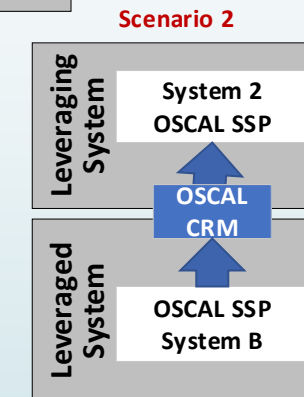 Scenario 2
Leveraging
System
System 2
OSCAL SSP
OSCAL
CRM
Leveraged
System
OSCAL SSP
System B